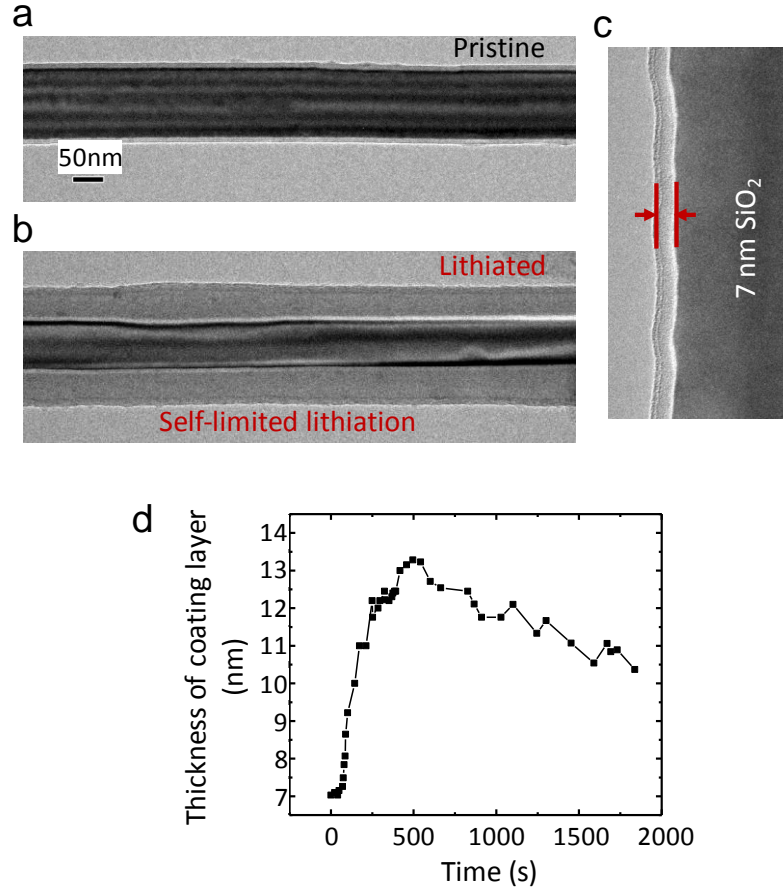 a
Pristine
50nm
b
Lithiated
Self-limited lithiation
c
7 nm SiO₂
d
Thickness of coating layer
(nm)
14
13
12
11
10
9
8
7
0
500
1000
1500
2000
Time (s)